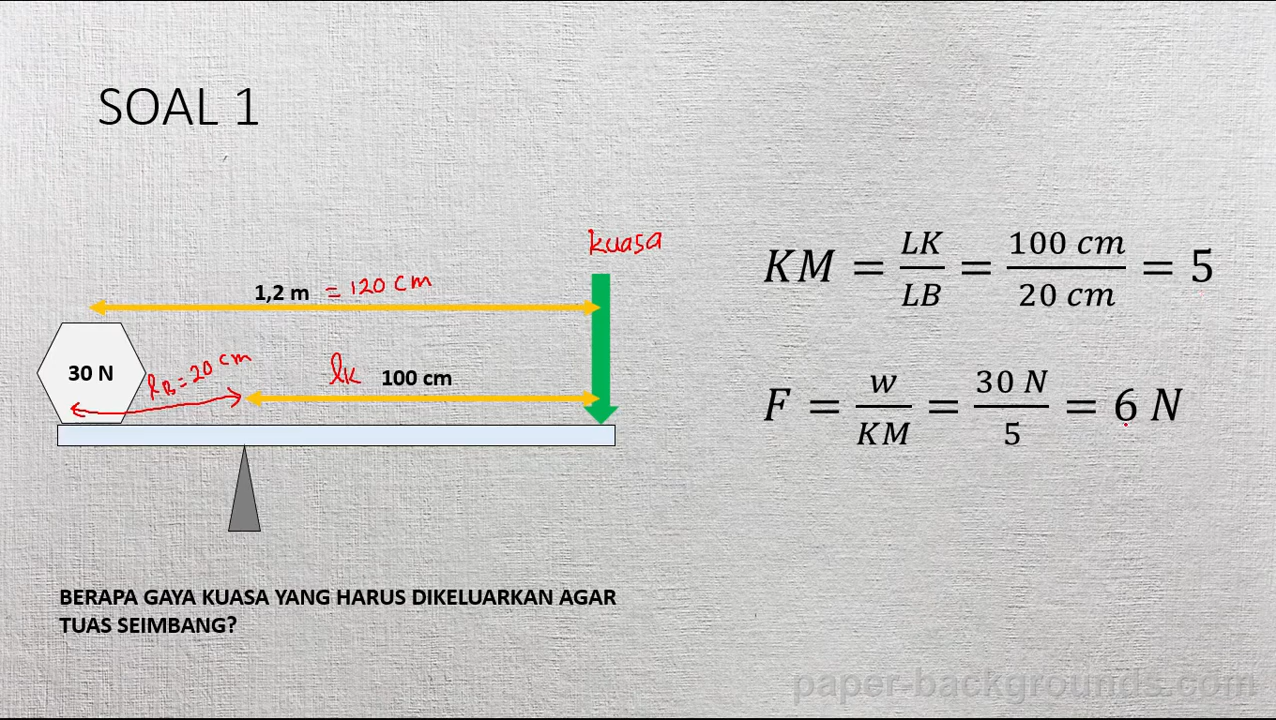 SOAL 1
kuasa
1,2 m = 120 cm
30 N
lB = 20 cm
lK 100 cm
BERAPA GAYA KUASA YANG HARUS DIKELUARKAN AGAR
TUAS SEIMBANG?
KM = LK/LB = 100 cm/20 cm = 5
F = w/KM = 30 N/5 = 6 N
paper-backgrounds.com